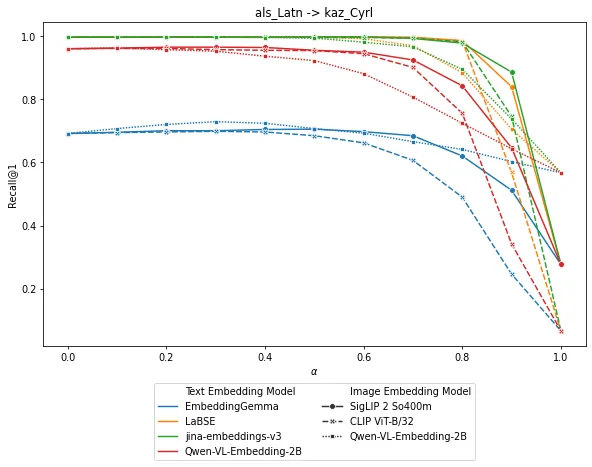 als_Latn -> kaz_Cyrl
Recall@1
1.0
0.8
0.6
0.4
0.2
0.0 0.2 0.4 0.6 0.8 1.0
α
Text Embedding Model Image Embedding Model
EmbeddingGemma SigLIP 2 So400m
LaBSE CLIP ViT-B/32
jina-embeddings-v3 Qwen-VL-Embedding-2B
Qwen-VL-Embedding-2B